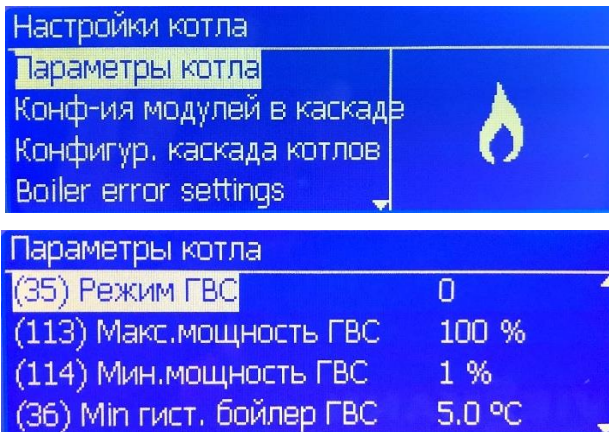 Настройки котла
Параметры котла
Конф-ия модулей в каскаде
Конфигур. каскада котлов
Boiler error settings
Параметры котла
(35) Режим ГВС 0
(113) Макс.мощность ГВС 100 %
(114) Мин.мощность ГВС 1 %
(36) Min гист. бойлер ГВС 5.0 ºC